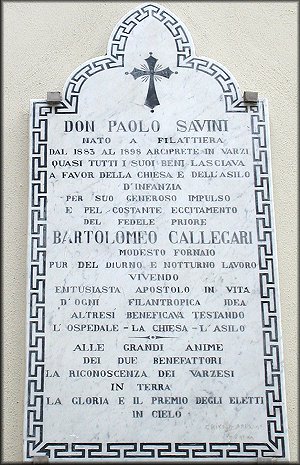 DON PAOLO SAVINI
NATO A FILATTIERA
DAL 1883 AL 1898 ARCIPRETE IN VARZI
QUASI TUTTI I SUOI BENI LASCIAVA
A FAVOR DELLA CHIESA E DELL'ASILO
D'INFANZIA
PER SUO GENEROSO IMPULSO
E PEL COSTANTE ECCITAMENTO
DEL FEDELE PRIORE
BARTOLOMEO CALLEGARI
MODESTO FORNAIO
PUR DEL DIURNO E NOTTURNO LAVORO
VIVENDO
ENTUSIASTA APOSTOLO IN VITA
D'OGNI FILANTROPICA IDEA
ALTRESI BENEFICAVA TESTANDO
L'OSPEDALE - LA CHIESA - L'ASILO
ALLE GRANDI ANIME
DEI DUE BENEFATTORI
LA RICONOSCENZA DEI VARZESI
IN TERRA
LA GLORIA E IL PREMIO DEGLI ELETTI
IN CIELO